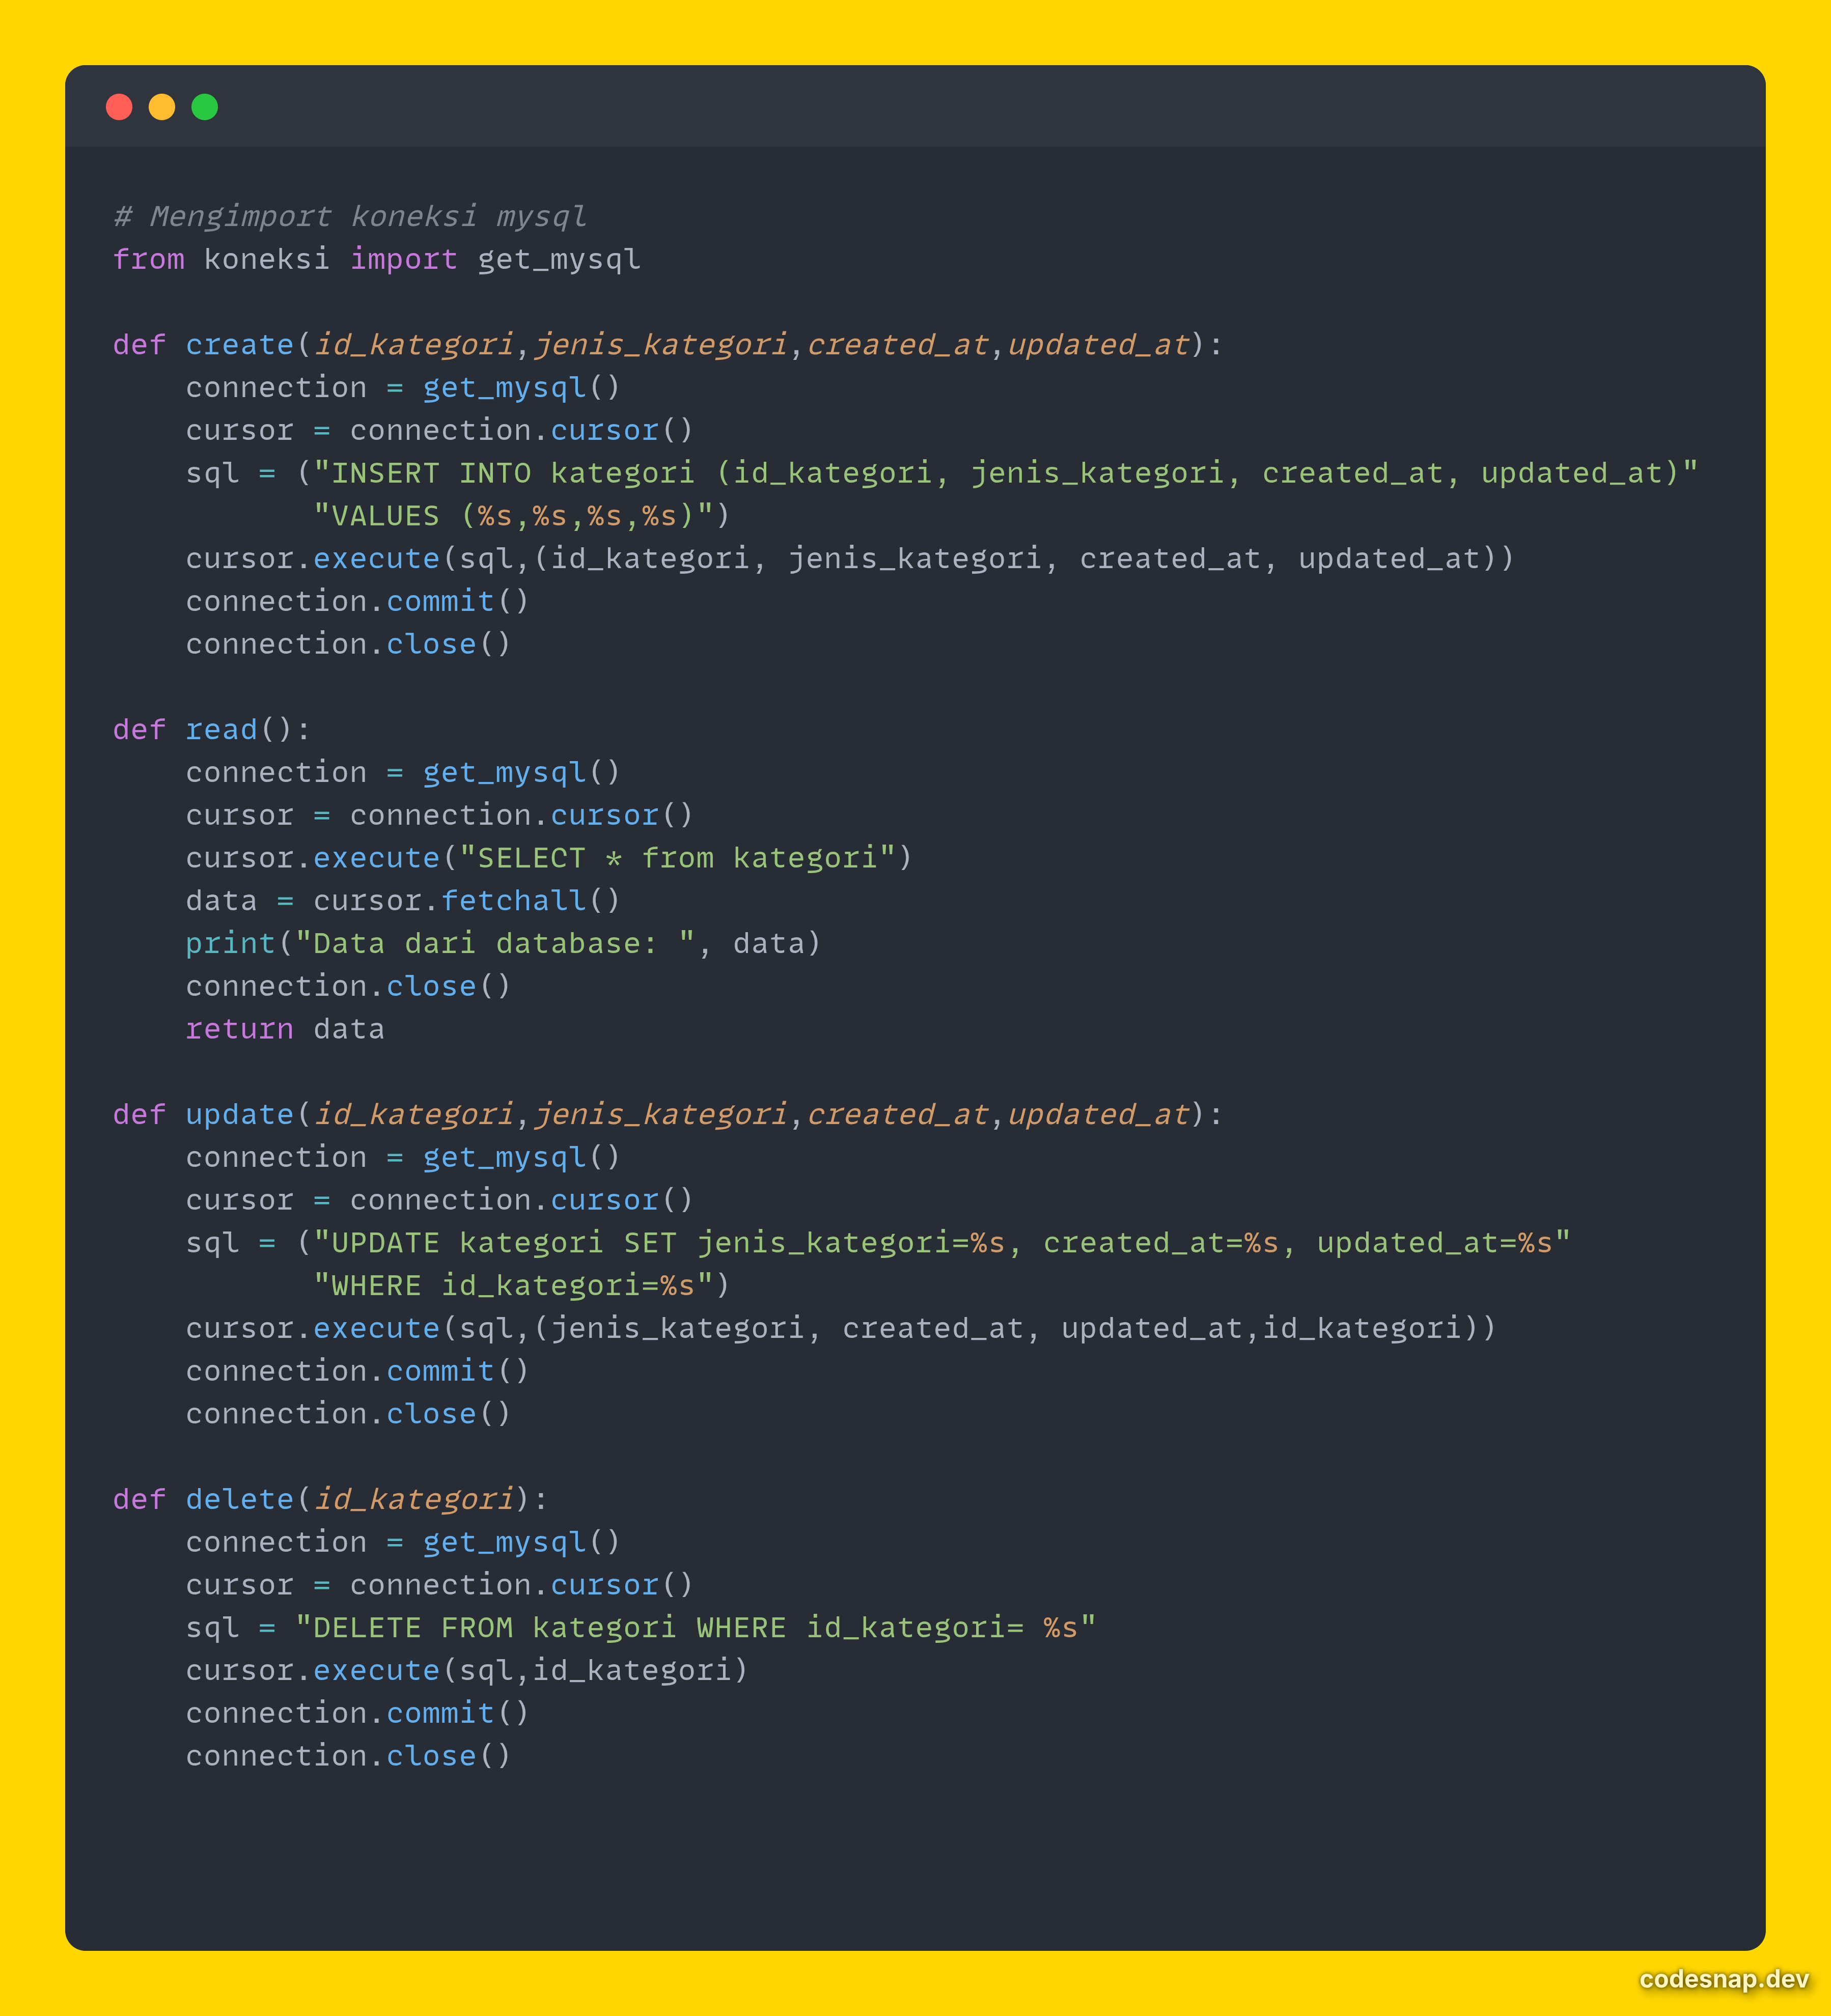 # Mengimport koneksi mysql
from koneksi import get_mysql

def create(id_kategori,jenis_kategori,created_at,updated_at):
    connection = get_mysql()
    cursor = connection.cursor()
    sql = ("INSERT INTO kategori (id_kategori, jenis_kategori, created_at, updated_at)"
           "VALUES (%s,%s,%s,%s)")
    cursor.execute(sql,(id_kategori, jenis_kategori, created_at, updated_at))
    connection.commit()
    connection.close()

def read():
    connection = get_mysql()
    cursor = connection.cursor()
    cursor.execute("SELECT * from kategori")
    data = cursor.fetchall()
    print("Data dari database: ", data)
    connection.close()
    return data

def update(id_kategori,jenis_kategori,created_at,updated_at):
    connection = get_mysql()
    cursor = connection.cursor()
    sql = ("UPDATE kategori SET jenis_kategori=%s, created_at=%s, updated_at=%s"
           "WHERE id_kategori=%s")
    cursor.execute(sql,(jenis_kategori, created_at, updated_at,id_kategori))
    connection.commit()
    connection.close()

def delete(id_kategori):
    connection = get_mysql()
    cursor = connection.cursor()
    sql = "DELETE FROM kategori WHERE id_kategori= %s"
    cursor.execute(sql,id_kategori)
    connection.commit()
    connection.close()
codesnap.dev